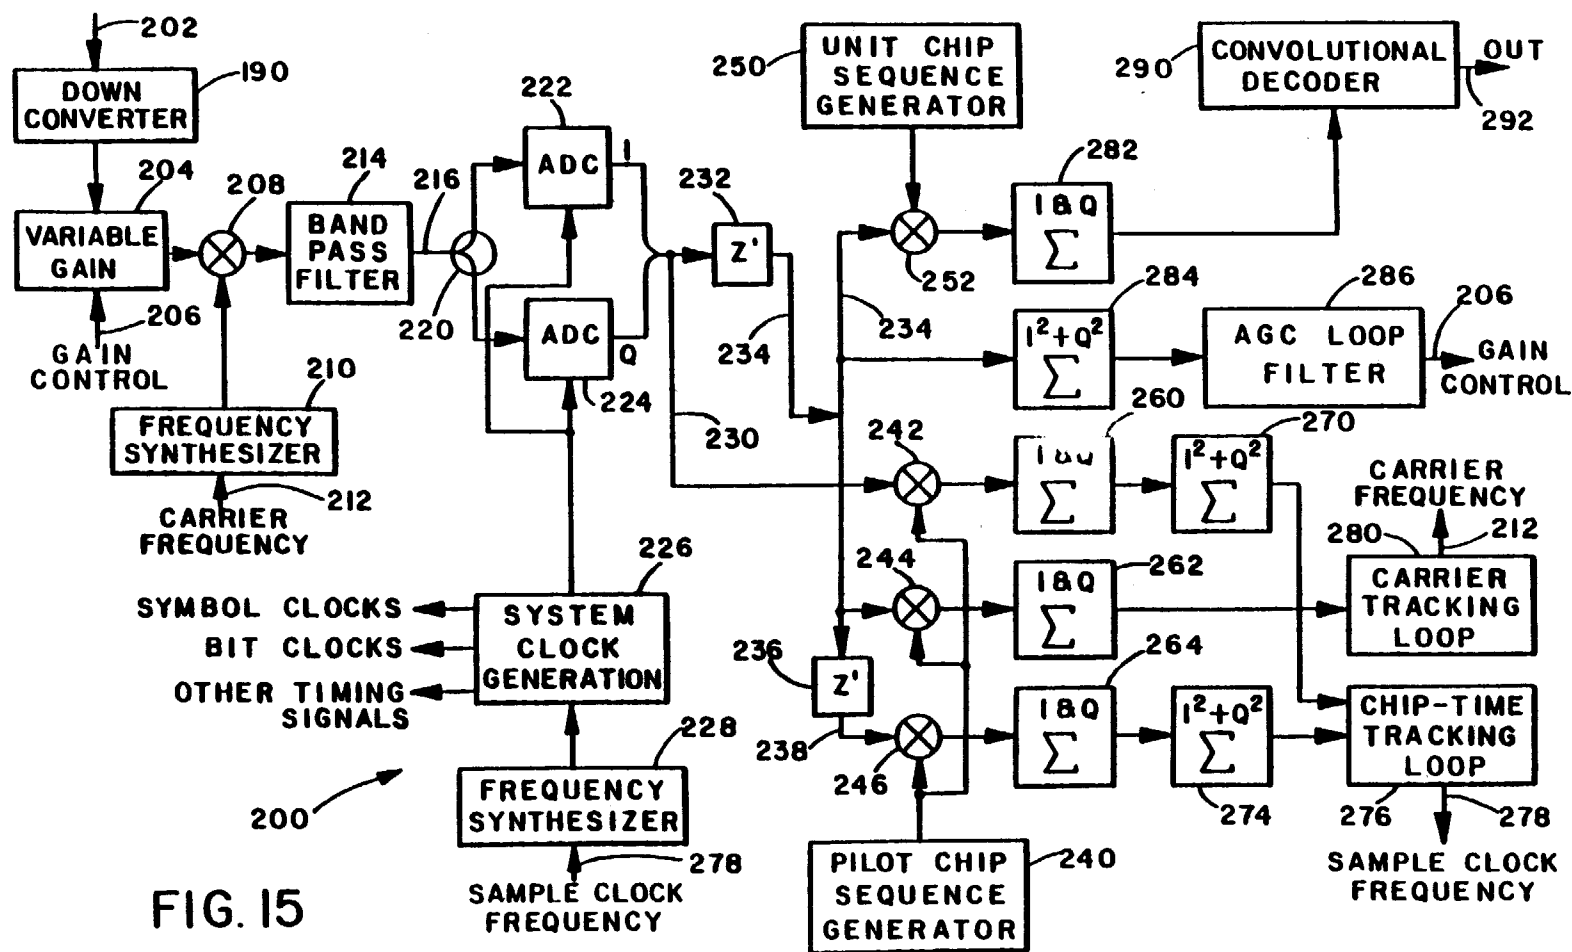 202
DOWN
CONVERTER
190
204
VARIABLE
GAIN
206
GAIN
CONTROL
208
210
FREQUENCY
SYNTHESIZER
212
CARRIER
FREQUENCY
214
BAND
PASS
FILTER
216
220
222
ADC
I
ADC
Q
224
226
SYSTEM
CLOCK
GENERATION
SYMBOL CLOCKS
BIT CLOCKS
OTHER TIMING
SIGNALS
228
FREQUENCY
SYNTHESIZER
278
SAMPLE CLOCK
FREQUENCY
200
FIG. 15
230
232
Z'
234
234
236
Z'
238
250
UNIT CHIP
SEQUENCE
GENERATOR
252
242
244
246
PILOT CHIP
SEQUENCE
GENERATOR
240
282
I & Q
Σ
284
I²+Q²
Σ
260
I & Q
Σ
262
I & Q
Σ
264
I & Q
Σ
270
I²+Q²
Σ
I²+Q²
Σ
274
290
CONVOLUTIONAL
DECODER
OUT
292
286
AGC LOOP
FILTER
206
GAIN
CONTROL
CARRIER
FREQUENCY
212
280
CARRIER
TRACKING
LOOP
CHIP-TIME
TRACKING
LOOP
276
278
SAMPLE CLOCK
FREQUENCY